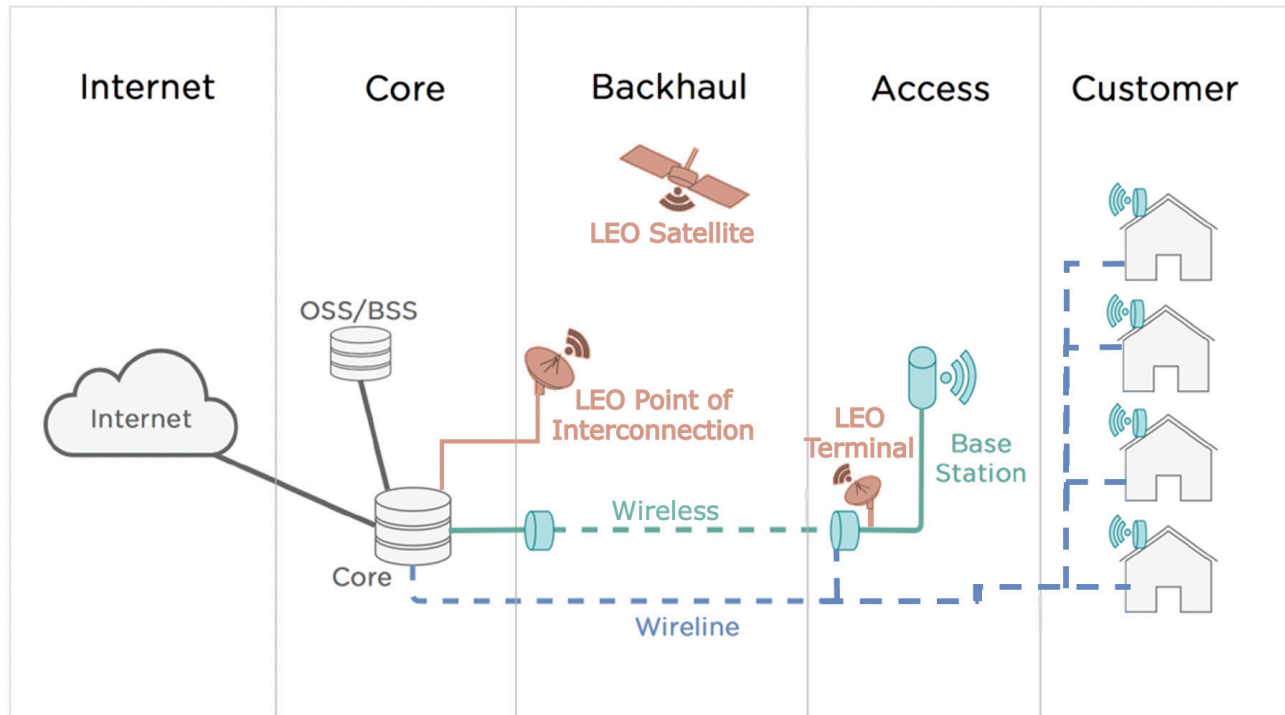 Internet
Core
Backhaul
Access
Customer
LEO Satellite
OSS/BSS
Internet
LEO Point of
Interconnection
LEO
Terminal
Base
Station
Wireless
Core
Wireline